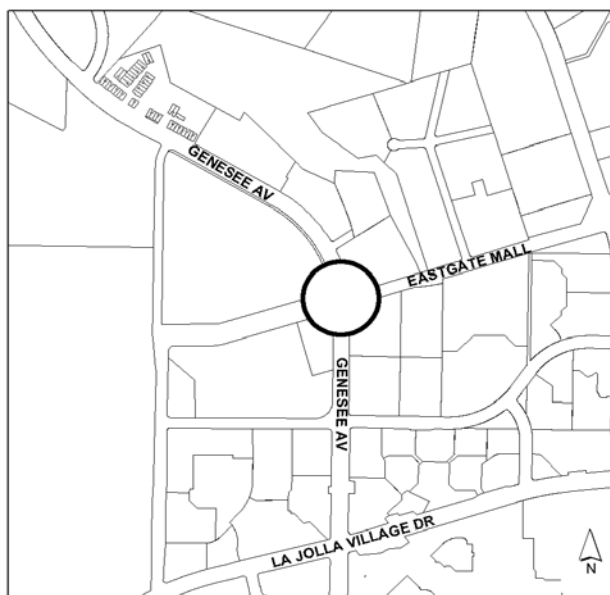 GENESEE AV
EASTGATE MALL
GENESEE AV
LA JOLLA VILLAGE DR
N